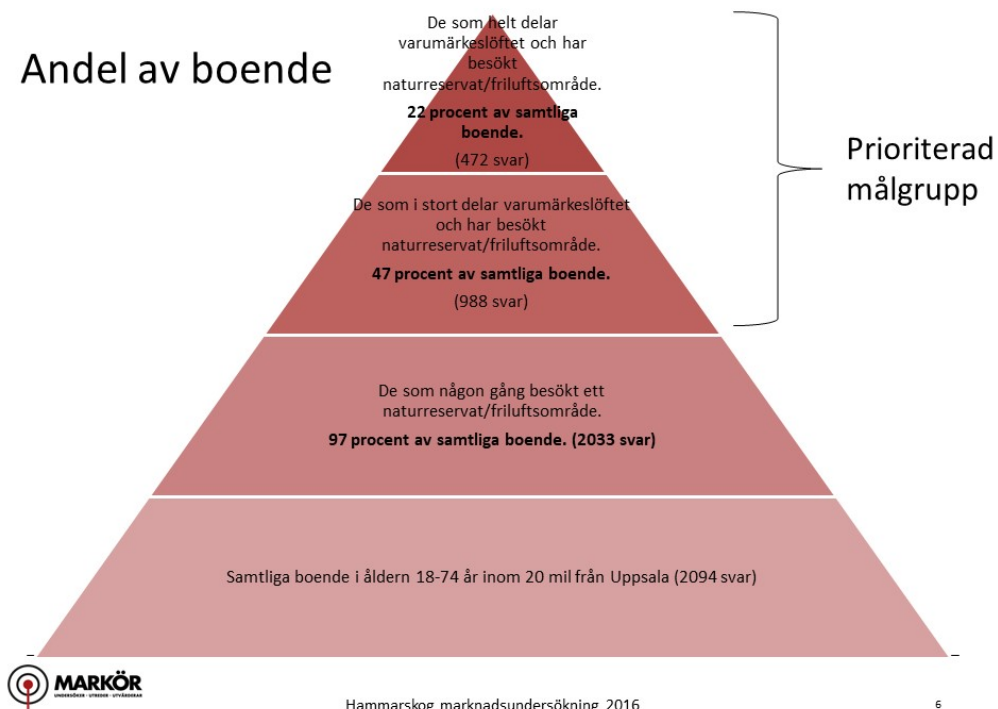 Andel av boende
De som helt delar
varumärkeslöftet och har
besökt
naturreservat/friluftsområde.
22 procent av samtliga
boende.
(472 svar)
Prioriterad
målgrupp
De som i stort delar varumärkeslöftet
och har besökt
naturreservat/friluftsområde.
47 procent av samtliga boende.
(988 svar)
De som någon gång besökt ett
naturreservat/friluftsområde.
97 procent av samtliga boende. (2033 svar)
Samtliga boende i åldern 18-74 år inom 20 mil från Uppsala (2094 svar)
MARKÖR
UNDERSÖKER · UTREDER · UTVÄRDERAR
Hammarskog marknadsundersökning 2016
6